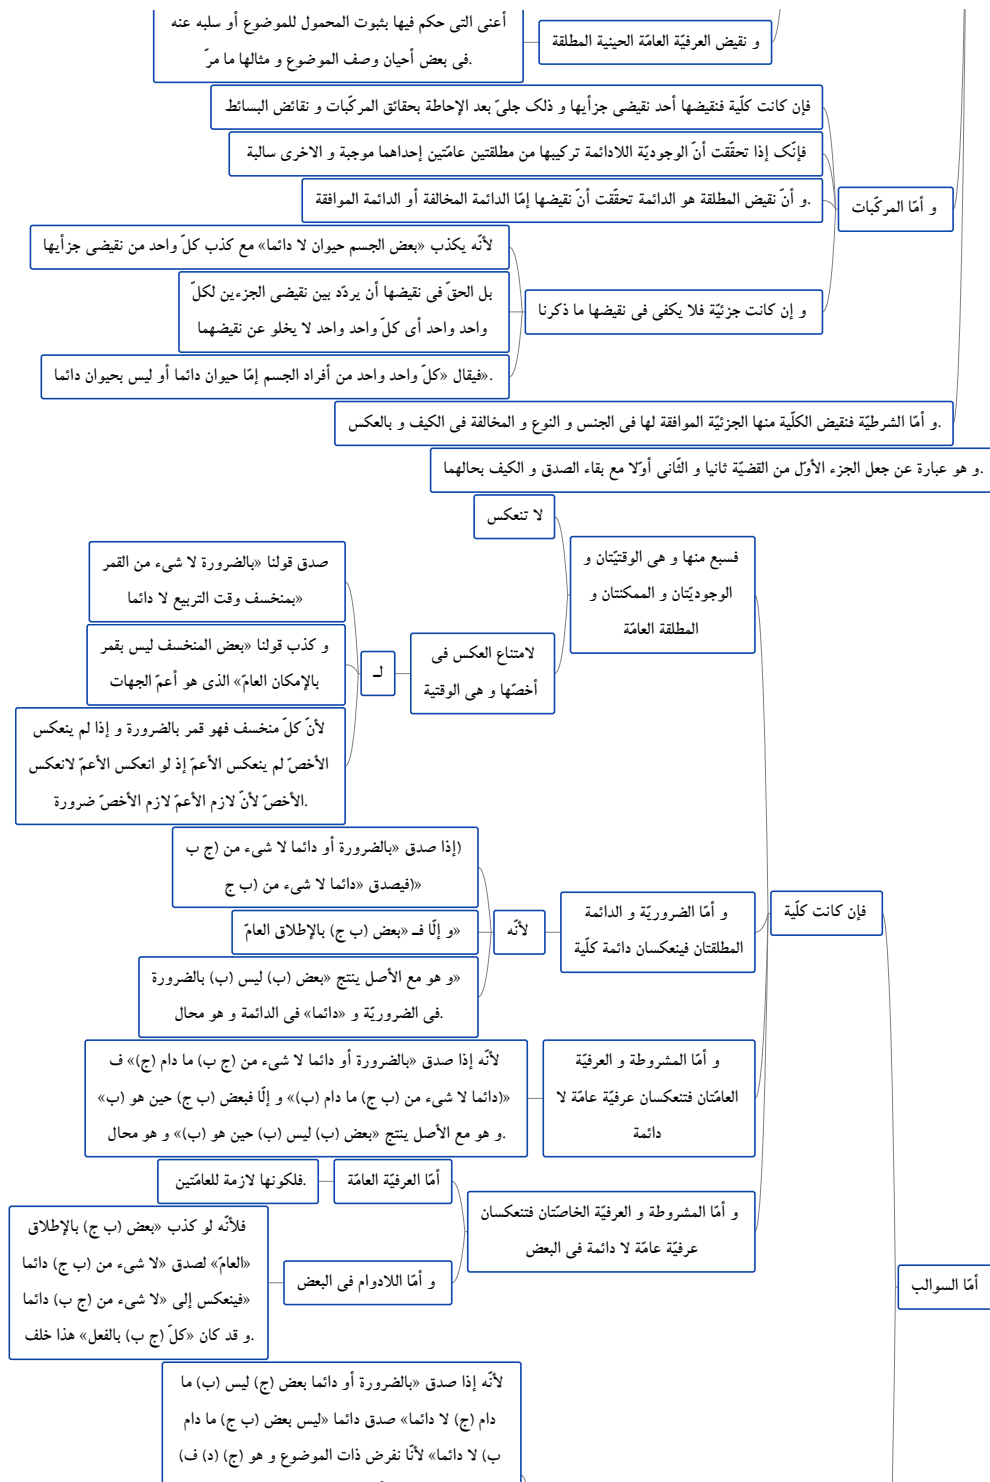 و نقيض العرفيّة العامّة الحينية المطلقة
أعنى التى حكم فيها بثبوت المحمول للموضوع أو سلبه عنه
فى بعض أحيان وصف الموضوع و مثالها ما مرّ.
و أمّا المركّبات
فإن كانت كلّية فنقيضها أحد نقيضى جزأيها و ذلک جلىّ بعد الإحاطة بحقائق المركّبات و نقائض البسائط
فإنّک إذا تحقّقت أنّ الوجوديّة اللادائمة تركيبها من مطلقتين عامّتين إحداهما موجبة و الاخرى سالبة
و أنّ نقيض المطلقة هو الدائمة تحقّقت أنّ نقيضها إمّا الدائمة المخالفة أو الدائمة الموافقة.
و إن كانت جزئيّة فلا يكفى فى نقيضها ما ذكرنا
لأنّه يكذب «بعض الجسم حيوان لا دائما» مع كذب كلّ واحد من نقيضى جزأيها
بل الحقّ فى نقيضها أن يردّد بين نقيضى الجزءين لكلّ
واحد واحد أى كلّ واحد واحد لا يخلو عن نقيضهما
فيقال «كلّ واحد واحد من أفراد الجسم إمّا حيوان دائما أو ليس بحيوان دائما».
و أمّا الشرطيّة فنقيض الكلّية منها الجزئيّة الموافقة لها فى الجنس و النوع و المخالفة فى الكيف و بالعكس.
و هو عبارة عن جعل الجزء الأوّل من القضيّة ثانيا و الثّانى أوّلا مع بقاء الصدق و الكيف بحالهما.
أمّا السوالب
فإن كانت كلّية
فسبع منها و هى الوقتيّتان و
الوجوديّتان و الممكنتان و
المطلقة العامّة
لا تنعكس
لامتناع العكس فى
أخصّها و هى الوقتية
لـ
صدق قولنا «بالضرورة لا شىء من القمر
بمنخسف وقت التربيع لا دائما»
و كذب قولنا «بعض المنخسف ليس بقمر
بالإمكان العامّ» الذى هو أعمّ الجهات
لأنّ كلّ منخسف فهو قمر بالضرورة و إذا لم ينعكس
الأخصّ لم ينعكس الأعمّ إذ لو انعكس الأعمّ لانعكس
الأخصّ لأنّ لازم الأعمّ لازم الأخصّ ضرورة.
و أمّا الضروريّة و الدائمة
المطلقتان فينعكسان دائمة كلّية
لأنّه
إذا صدق «بالضرورة أو دائما لا شىء من (ج ب)
فيصدق «دائما لا شىء من (ب ج)»
و إلّا فـ «بعض (ب ج) بالإطلاق العامّ»
و هو مع الأصل ينتج «بعض (ب) ليس (ب) بالضرورة»
فى الضروريّة و «دائما» فى الدائمة و هو محال.
و أمّا المشروطة و العرفيّة
العامّتان فتنعكسان عرفيّة عامّة لا
دائمة
لأنّه إذا صدق «بالضرورة أو دائما لا شىء من (ج ب) ما دام (ج)» ف
«دائما لا شىء من (ب ج) ما دام (ب)» و إلّا فبعض (ب ج) حين هو (ب)»
و هو مع الأصل ينتج «بعض (ب) ليس (ب) حين هو (ب)» و هو محال.
و أمّا المشروطة و العرفيّة الخاصّتان فتنعكسان
عرفيّة عامّة لا دائمة فى البعض
أمّا العرفيّة العامّة
فلكونها لازمة للعامّتين.
و أمّا اللادوام فى البعض
فلأنّه لو كذب «بعض (ب ج) بالإطلاق
العامّ» لصدق «لا شىء من (ب ج) دائما»
فينعكس إلى «لا شىء من (ج ب) دائما»
و قد كان «كلّ (ج ب) بالفعل» هذا خلف.
لأنّه إذا صدق «بالضرورة أو دائما بعض (ج) ليس (ب) ما
دام (ج) لا دائما» صدق دائما «ليس بعض (ب ج) ما دام
ب) لا دائما» لأنّا نفرض ذات الموضوع و هو (ج) (د) ف)